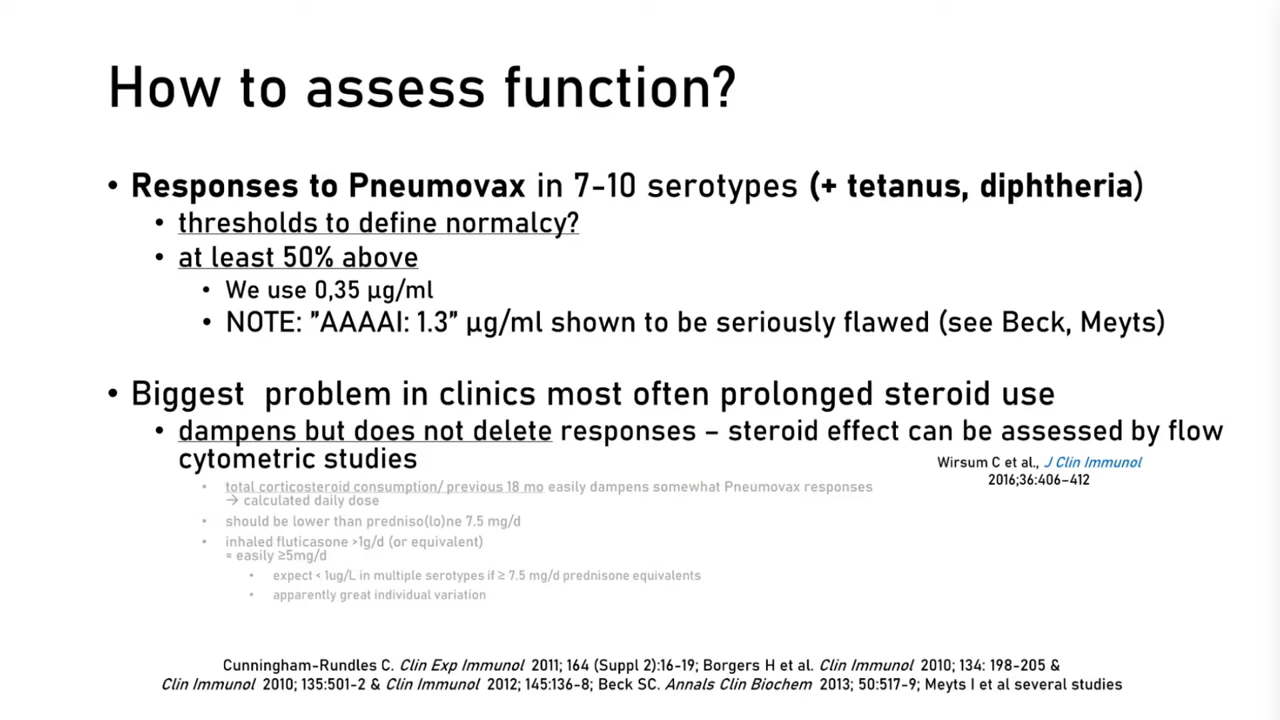 How to assess function?
• Responses to Pneumovax in 7-10 serotypes (+ tetanus, diphtheria)
• thresholds to define normalcy?
• at least 50% above
• We use 0,35 µg/ml
• NOTE: ”AAAAI: 1.3” µg/ml shown to be seriously flawed (see Beck, Meyts)
• Biggest problem in clinics most often prolonged steroid use
• dampens but does not delete responses – steroid effect can be assessed by flow
cytometric studies
Wirsum C et al., J Clin Immunol
2016;36:406–412
• total corticosteroid consumption/ previous 18 mo easily dampens somewhat Pneumovax responses
→ calculated daily dose
• should be lower than predniso(lo)ne 7.5 mg/d
• inhaled fluticasone >1g/d (or equivalent)
= easily ≥5mg/d
• expect < 1ug/L in multiple serotypes if ≥ 7.5 mg/d prednisone equivalents
• apparently great individual variation
Cunningham-Rundles C. Clin Exp Immunol 2011; 164 (Suppl 2):16-19; Borgers H et al. Clin Immunol 2010; 134: 198-205 &
Clin Immunol 2010; 135:501-2 & Clin Immunol 2012; 145:136-8; Beck SC. Annals Clin Biochem 2013; 50:517-9; Meyts I et al several studies